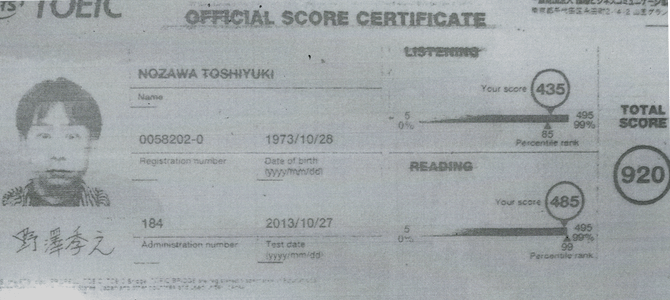 TOEIC
OFFICIAL SCORE CERTIFICATE
NOZAWA TOSHIYUKI
Name
0058202-0
1973/10/28
Registration number
Date of birth
(yyyy/mm/dd)
184
2013/10/27
Administration number
Test date
(yyyy/mm/dd)
野澤孝元
LISTENING
Your score
435
5
495
0%
99%
85
Percentile rank
READING
Your score
485
5
495
0%
99%
99
Percentile rank
TOTAL
SCORE
920